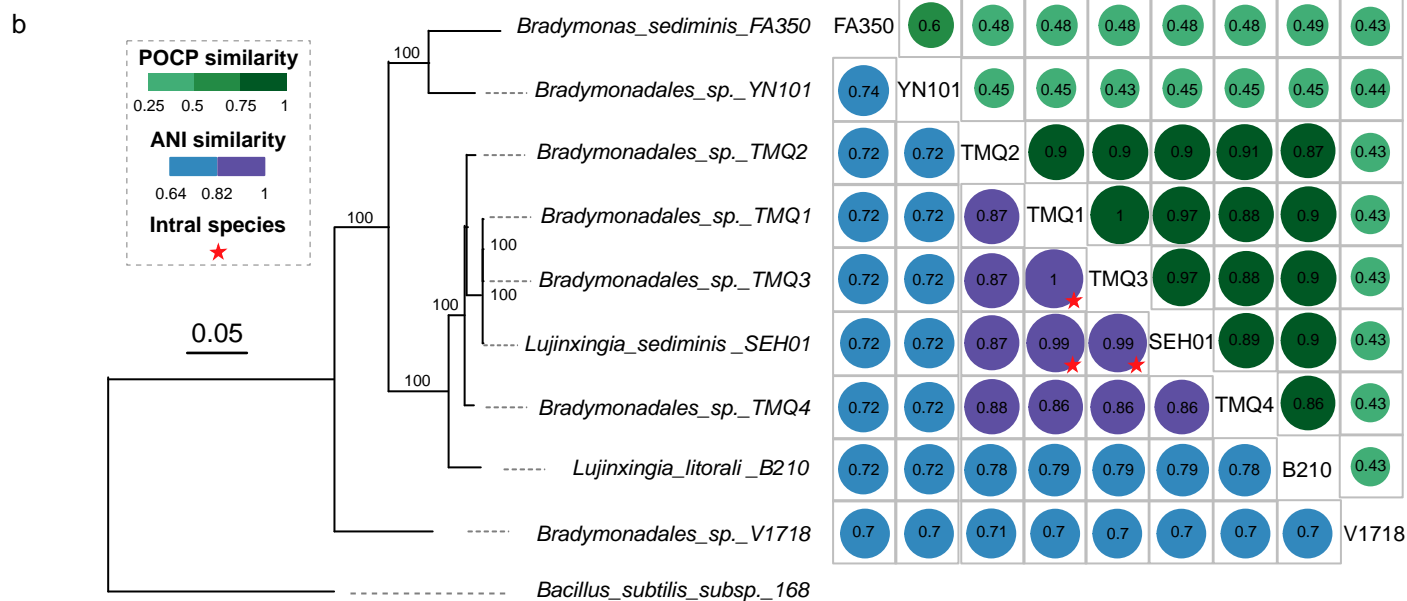 b
POCP similarity
0.25 0.5 0.75 1
ANI similarity
0.64 0.82 1
Intral species
0.05
100
100
100
100
100
100
Bradymonas_sediminis_FA350 FA350 0.6 0.48 0.48 0.48 0.48 0.48 0.49 0.43
Bradymonadales_sp._YN101 0.74 YN101 0.45 0.45 0.43 0.45 0.45 0.45 0.44
Bradymonadales_sp._TMQ2 0.72 0.72 TMQ2 0.9 0.9 0.9 0.91 0.87 0.43
Bradymonadales_sp._TMQ1 0.72 0.72 0.87 TMQ1 1 0.97 0.88 0.9 0.43
Bradymonadales_sp._TMQ3 0.72 0.72 0.87 1 TMQ3 0.97 0.88 0.9 0.43
Lujinxingia_sediminis _SEH01 0.72 0.72 0.87 0.99 0.99 SEH01 0.89 0.9 0.43
Bradymonadales_sp._TMQ4 0.72 0.72 0.88 0.86 0.86 0.86 TMQ4 0.86 0.43
Lujinxingia_litorali _B210 0.72 0.72 0.78 0.79 0.79 0.79 0.78 B210 0.43
Bradymonadales_sp._V1718 0.7 0.7 0.71 0.7 0.7 0.7 0.7 0.7 V1718
Bacillus_subtilis_subsp._168